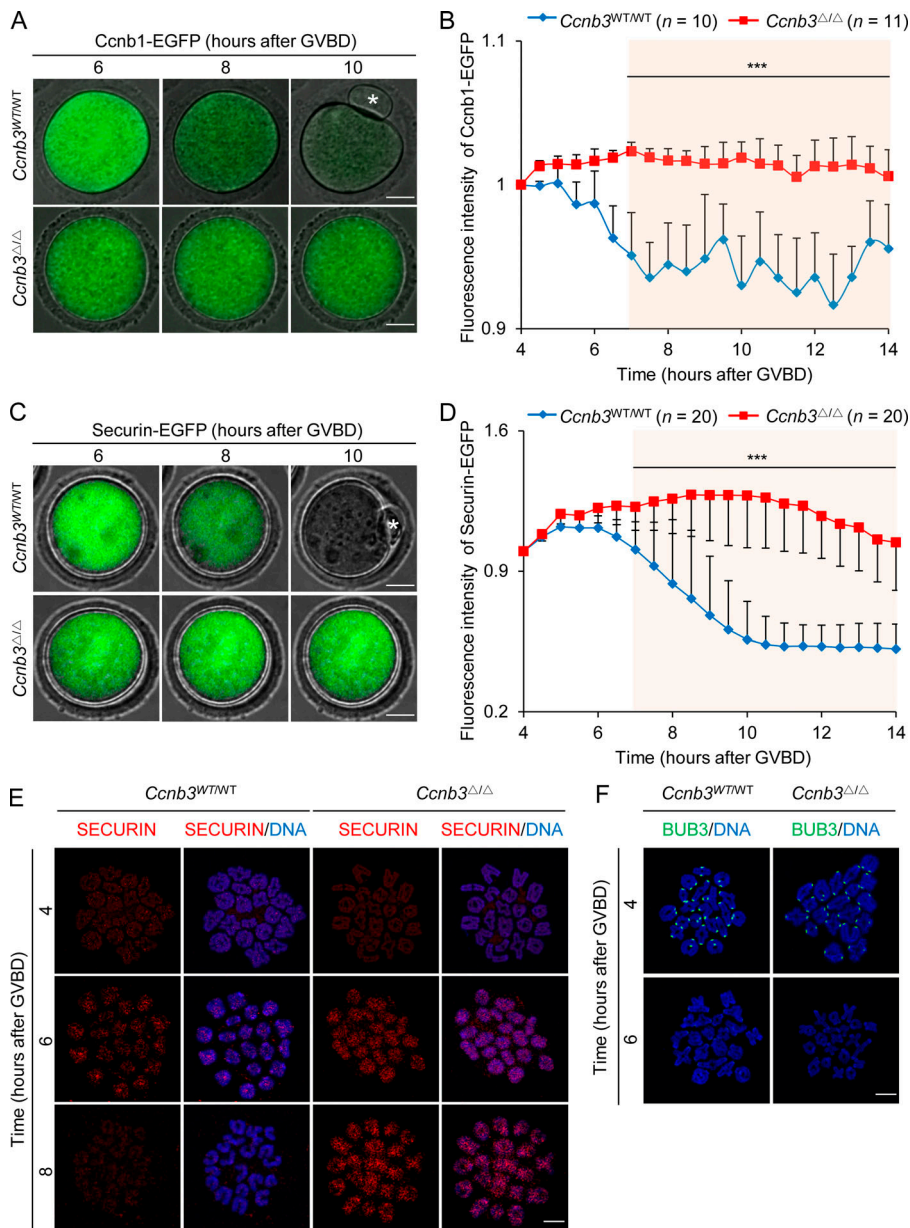 A
Ccnb1-EGFP (hours after GVBD)
6 8 10
Ccnb3WT/WT
*
Ccnb3△/△
B
Ccnb3WT/WT (n = 10) Ccnb3△/△ (n = 11)
Fluorescence intensity of Ccnb1-EGFP
1.1
1
0.9
***
4 6 8 10 12 14
Time (hours after GVBD)
C
Securin-EGFP (hours after GVBD)
6 8 10
Ccnb3WT/WT
*
Ccnb3△/△
D
Ccnb3WT/WT (n = 20) Ccnb3△/△ (n = 20)
Fluorescence intensity of Securin-EGFP
1.6
0.9
0.2
***
4 6 8 10 12 14
Time (hours after GVBD)
E
Ccnb3WT/WT Ccnb3△/△
SECURIN SECURIN/DNA SECURIN SECURIN/DNA
Time (hours after GVBD)
4
6
8
F
Ccnb3WT/WT Ccnb3△/△
BUB3/DNA BUB3/DNA
Time (hours after GVBD)
4
6